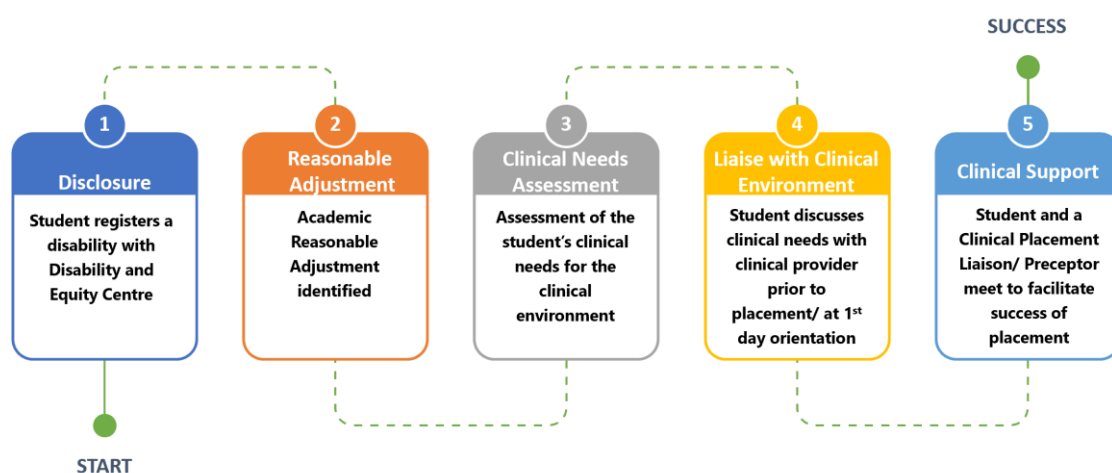 SUCCESS
1
Disclosure
Student registers a
disability with
Disability and
Equity Centre
2
Reasonable
Adjustment
Academic
Reasonable
Adjustment
identified
3
Clinical Needs
Assessment
Assessment of the
student's clinical
needs for the
clinical
environment
4
Liaise with Clinical
Environment
Student discusses
clinical needs with
clinical provider
prior to
placement/ at 1st
day orientation
5
Clinical Support
Student and a
Clinical Placement
Liaison/ Preceptor
meet to facilitate
success of
placement
START